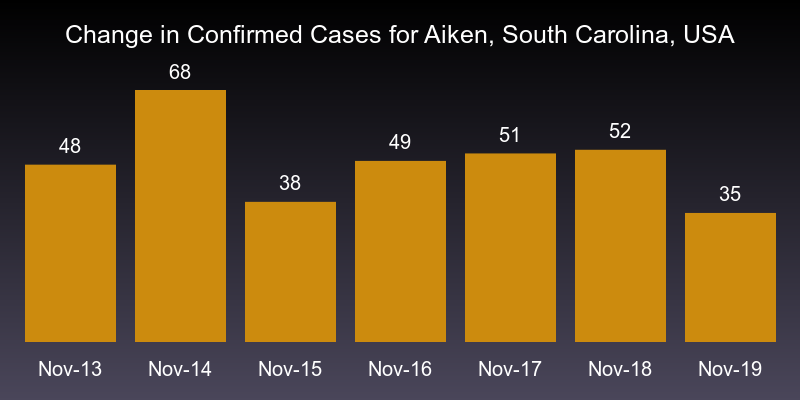 Change in Confirmed Cases for Aiken, South Carolina, USA
48
68
38
49
51
52
35
Nov-13
Nov-14
Nov-15
Nov-16
Nov-17
Nov-18
Nov-19